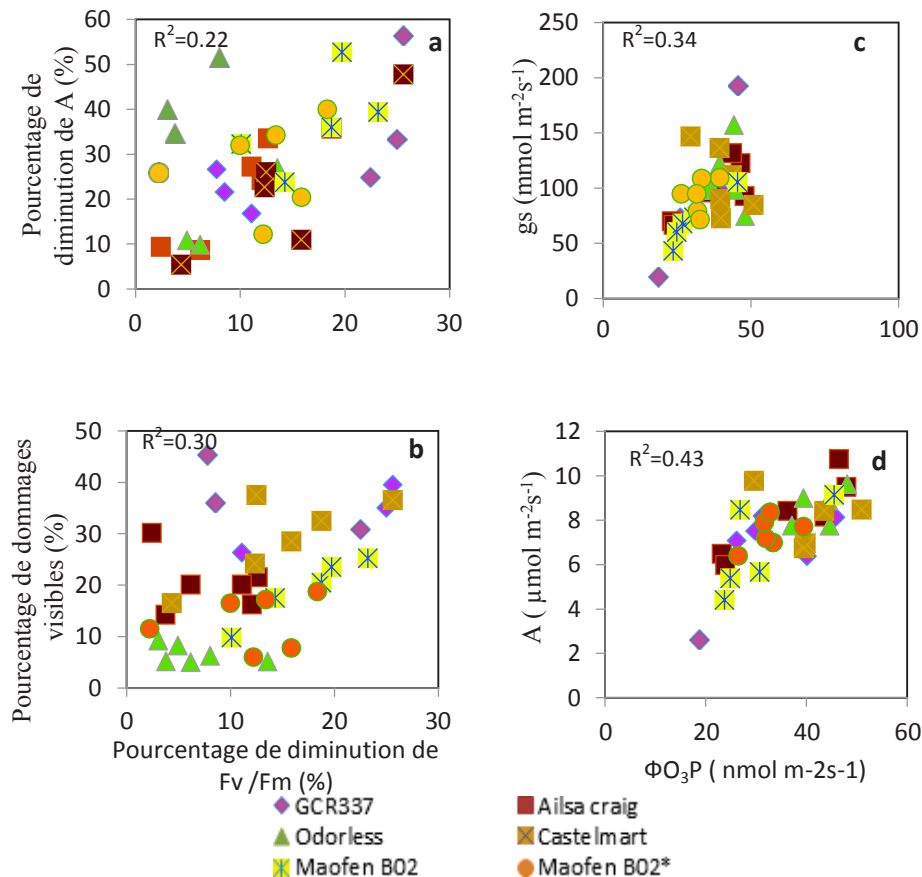 Pourcentage de
diminution de A (%)
60
50
40
30
20
10
0
R²=0.22
a
0
10
20
30
gs (mmol m⁻²s⁻¹)
250
200
150
100
50
0
R²=0.34
c
0
50
100
Pourcentage de dommages
visibles (%)
50
40
30
20
10
0
R²=0.30
b
0
10
20
30
Pourcentage de diminution de
Fv /Fm (%)
A ( µmol m⁻²s⁻¹)
12
10
8
6
4
2
0
R²=0.43
d
0
20
40
60
ΦO₃P ( nmol m-2s-1)
GCR337
Ailsa craig
Odorless
Castelmart
Maofen B02
Maofen B02*